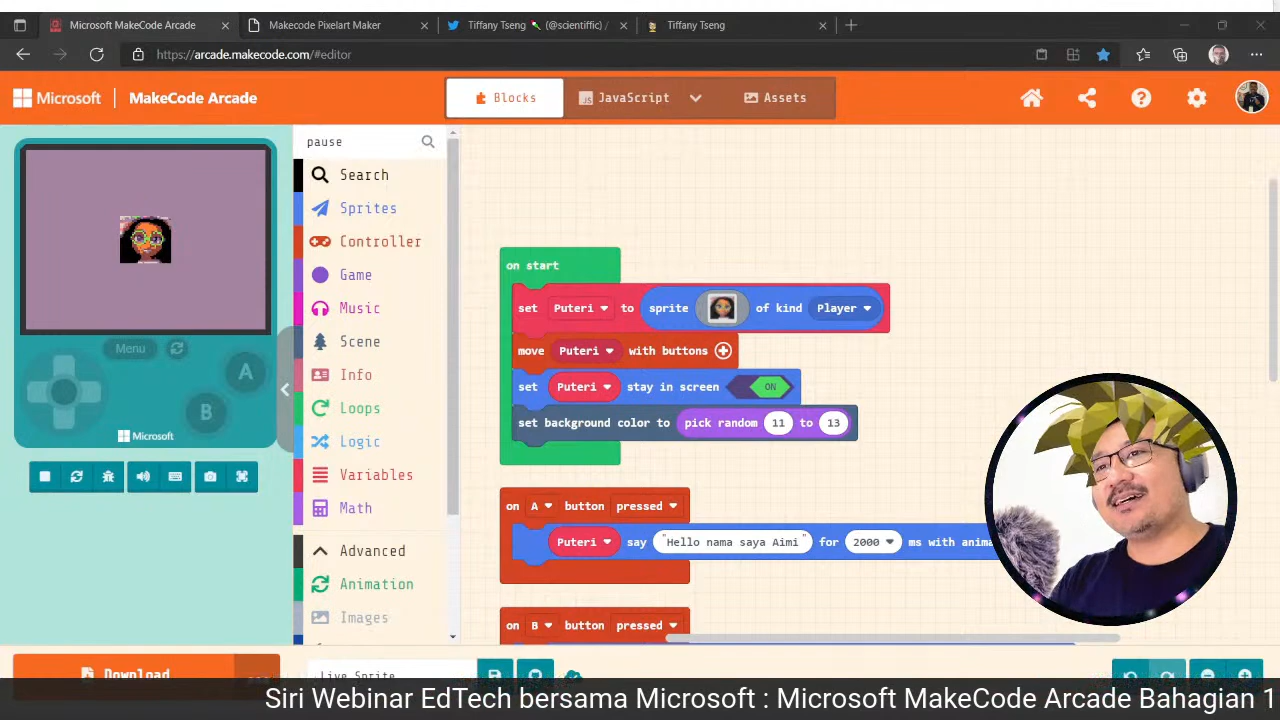 Microsoft MakeCode Arcade
Makecode Pixelart Maker
Tiffany Tseng
(@scientiffic) /
Tiffany Tseng
https://arcade.makecode.com/#editor
Microsoft
MakeCode Arcade
Blocks
JavaScript
Assets
Menu
A
B
Microsoft
pause
Search
Sprites
Controller
Game
Music
Scene
Info
Loops
Logic
Variables
Math
Advanced
Animation
Images
on start
set Puteri to sprite of kind Player
move Puteri with buttons
set Puteri stay in screen ON
set background color to pick random 11 to 13
on A button pressed
Puteri say "Hello nama saya Aimi" for 2000 ms with anima
on B button pressed
Download
Live Sprite
Siri Webinar EdTech bersama Microsoft : Microsoft MakeCode Arcade Bahagian 1